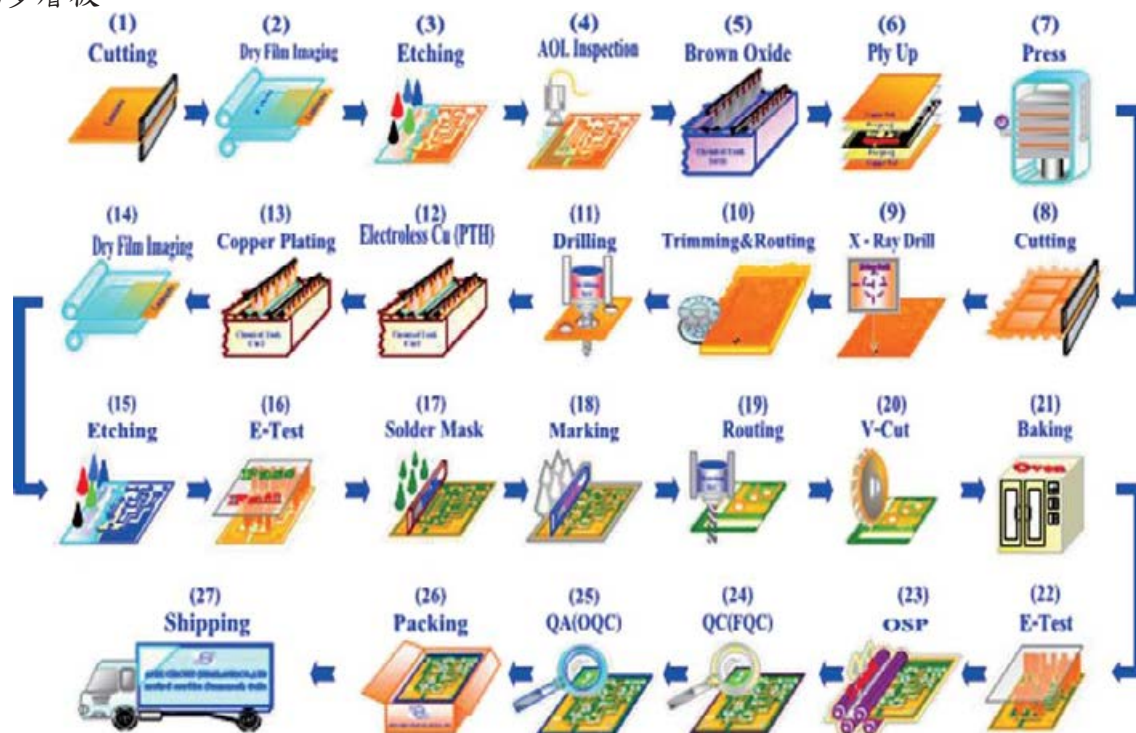 (1)
Cutting
(2)
Dry Film Imaging
(3)
Etching
(4)
AOL Inspection
(5)
Brown Oxide
(6)
Ply Up
(7)
Press
(8)
Cutting
(9)
X - Ray Drill
(10)
Trimming&Routing
(11)
Drilling
(12)
Electroless Cu (PTH)
(13)
Copper Plating
(14)
Dry Film Imaging
(15)
Etching
(16)
E-Test
(17)
Solder Mask
(18)
Marking
(19)
Routing
(20)
V-Cut
(21)
Baking
Oven
(22)
E-Test
(23)
OSP
(24)
QC(FQC)
(25)
QA(OQC)
(26)
Packing
(27)
Shipping